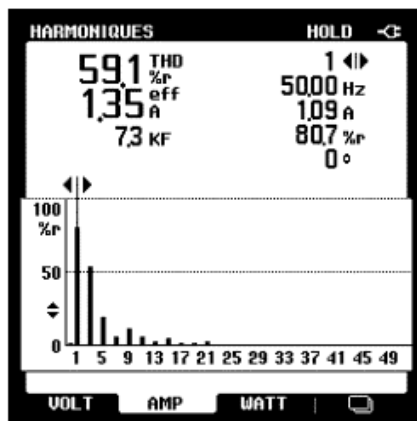 HARMONIQUES HOLD
59,1 THD %r 1
1,35 eff A 50,00 Hz
7,3 KF 1,09 A
80,7 %r
0 °
100
%r
50
0
1 5 9 13 17 21 25 29 33 37 41 45 49
VOLT AMP WATT